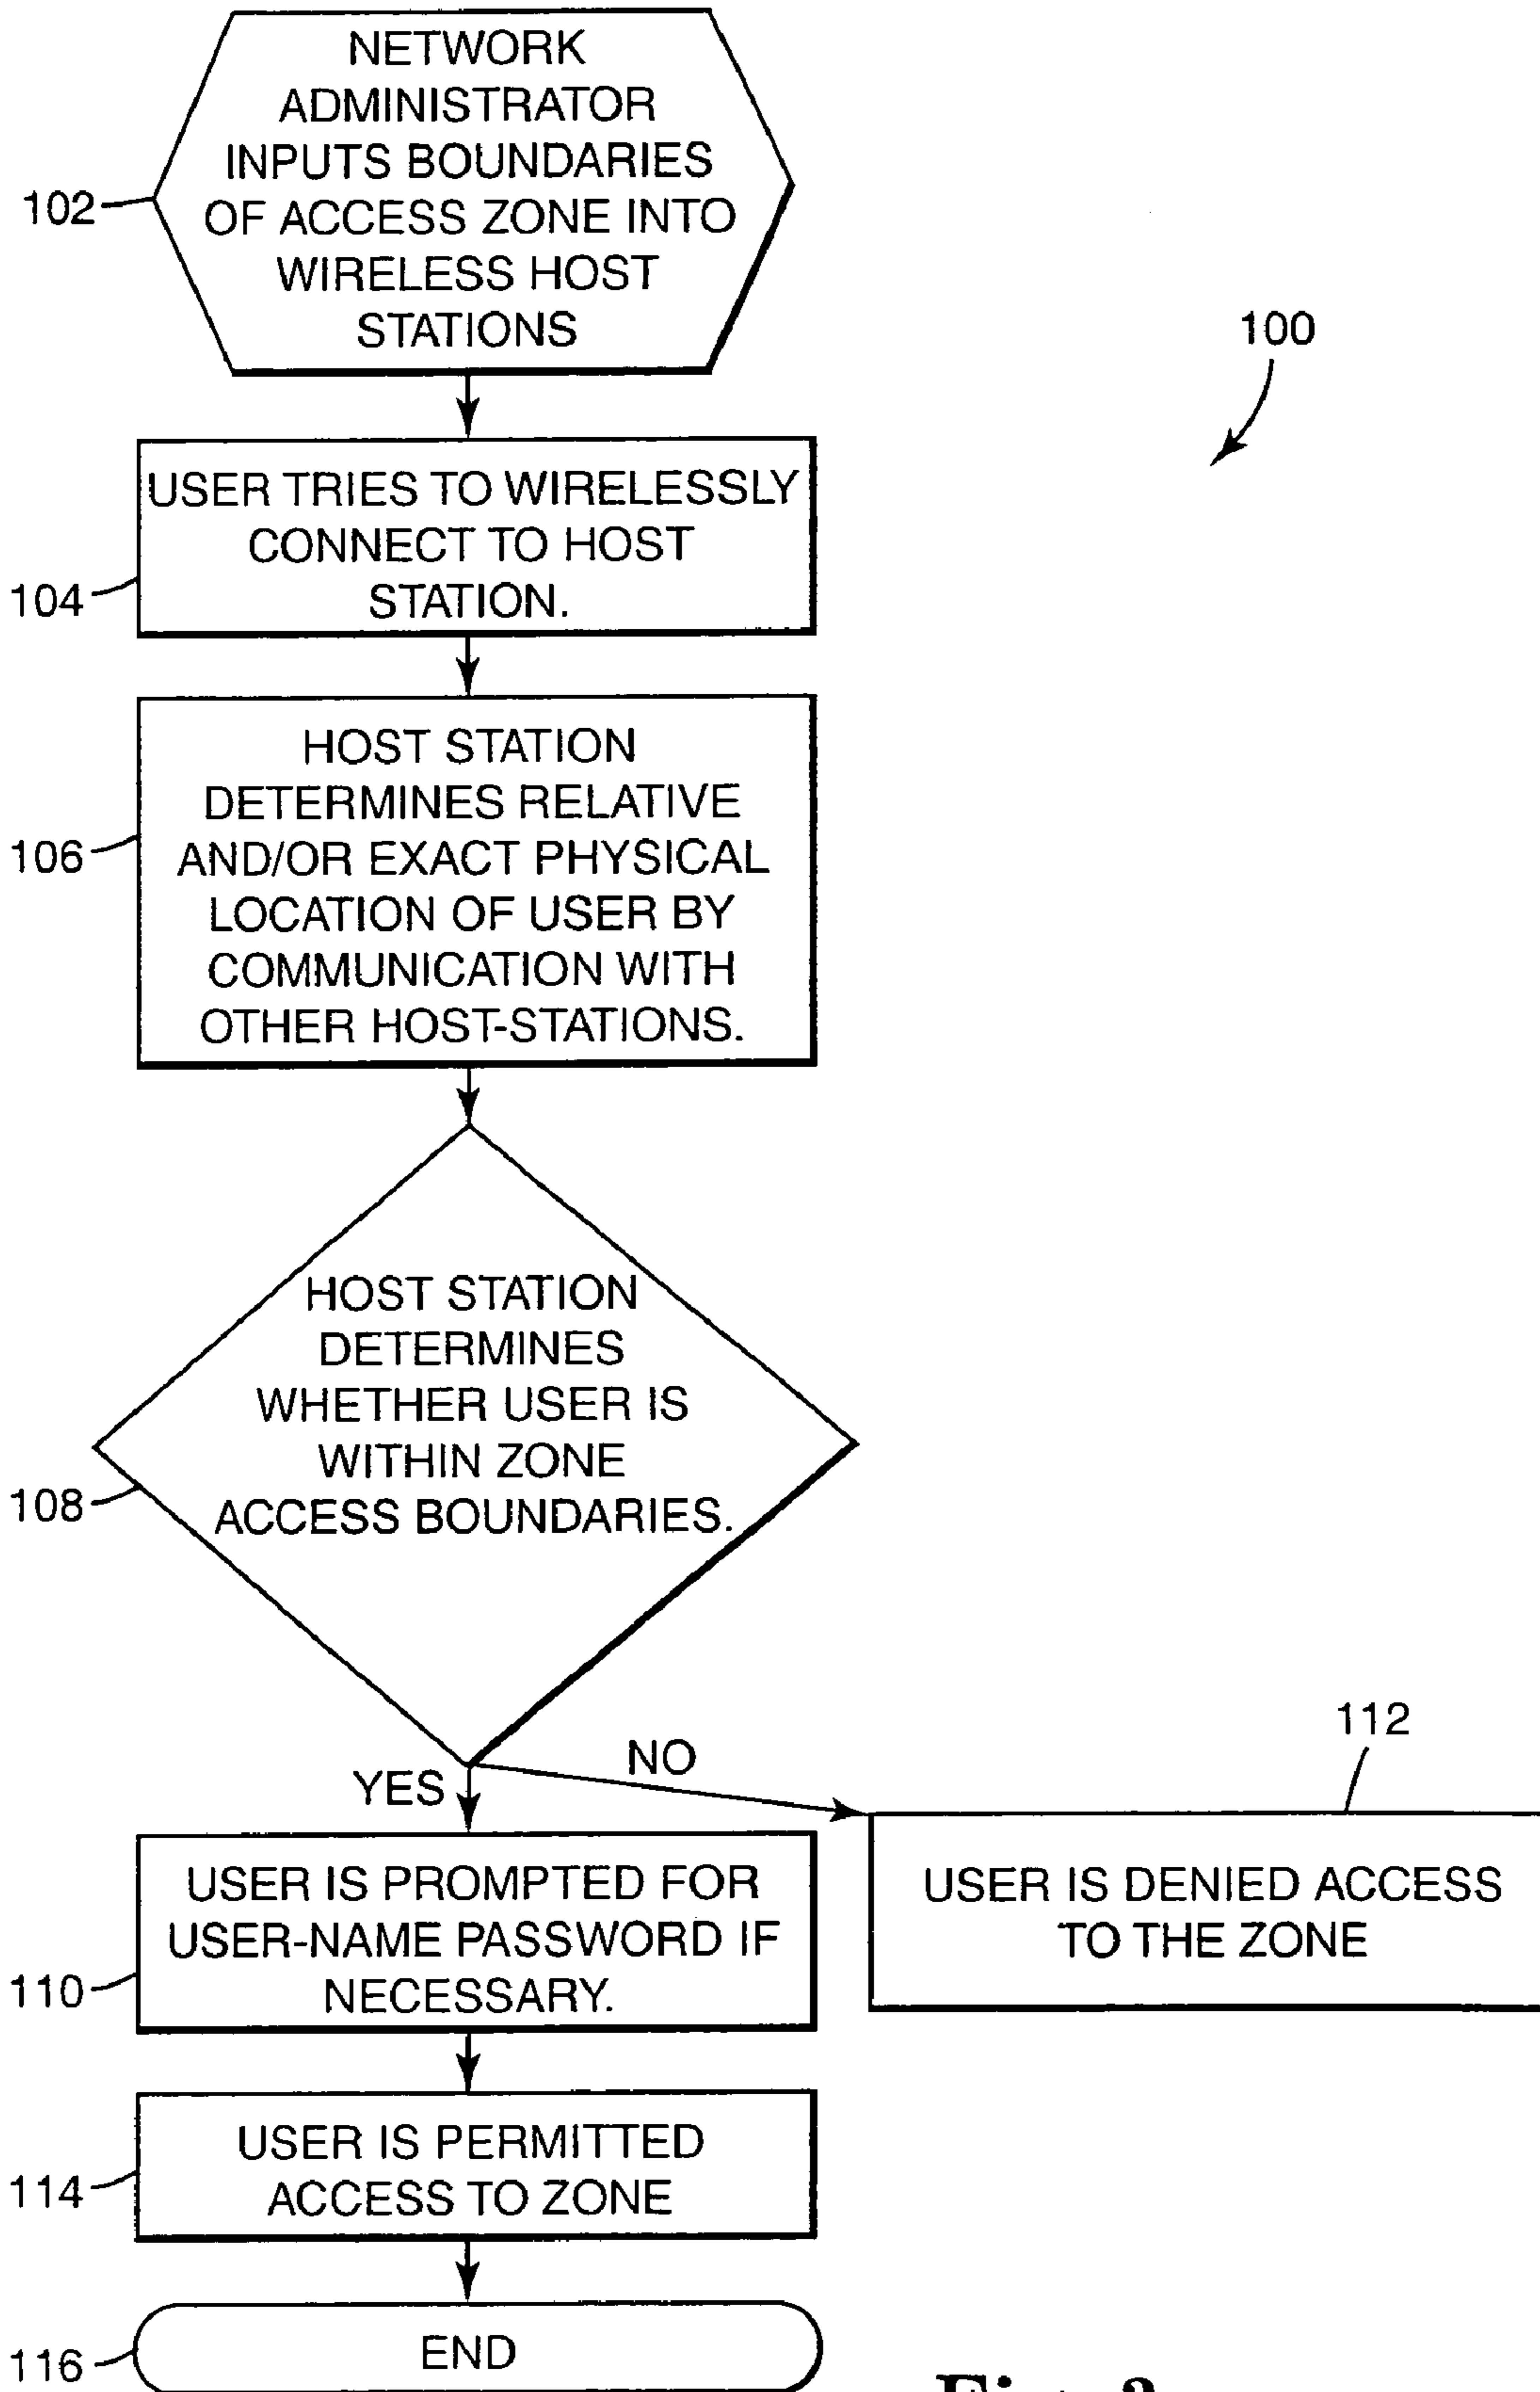 NETWORK
ADMINISTRATOR
INPUTS BOUNDARIES
OF ACCESS ZONE INTO
WIRELESS HOST
STATIONS
102
100
USER TRIES TO WIRELESSLY
CONNECT TO HOST
STATION.
104
HOST STATION
DETERMINES RELATIVE
AND/OR EXACT PHYSICAL
LOCATION OF USER BY
COMMUNICATION WITH
OTHER HOST-STATIONS.
106
HOST STATION
DETERMINES
WHETHER USER IS
WITHIN ZONE
ACCESS BOUNDARIES.
108
YES
NO
112
USER IS PROMPTED FOR
USER-NAME PASSWORD IF
NECESSARY.
110
USER IS DENIED ACCESS
TO THE ZONE
USER IS PERMITTED
ACCESS TO ZONE
114
END
116